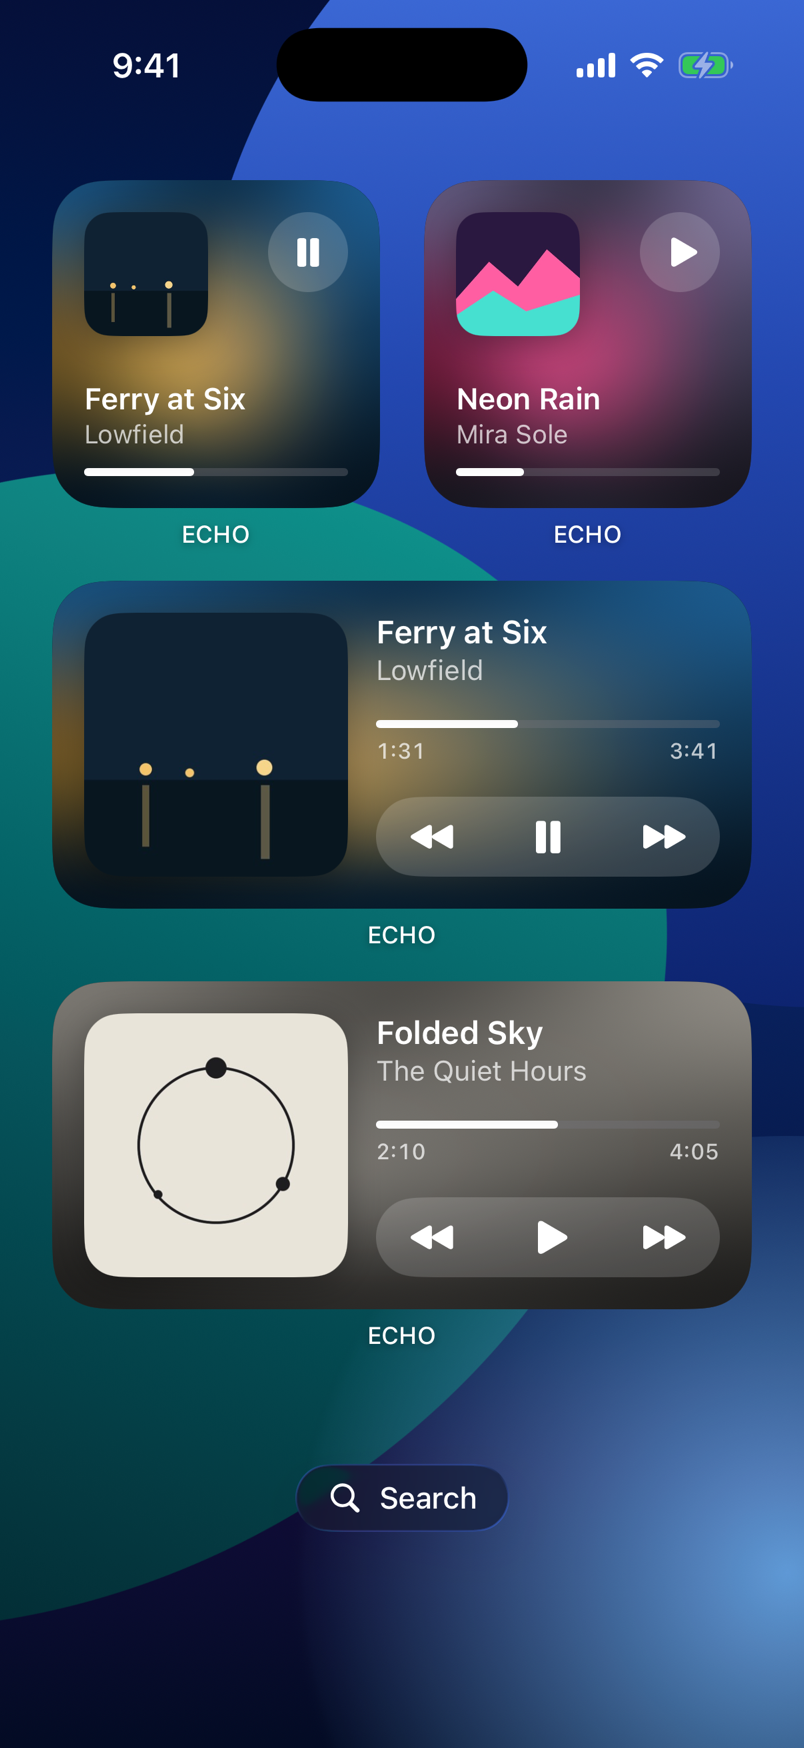 9:41
Ferry at Six
Lowfield
Neon Rain
Mira Sole
ECHO
ECHO
Ferry at Six
Lowfield
1:31
3:41
ECHO
Folded Sky
The Quiet Hours
2:10
4:05
ECHO
Search